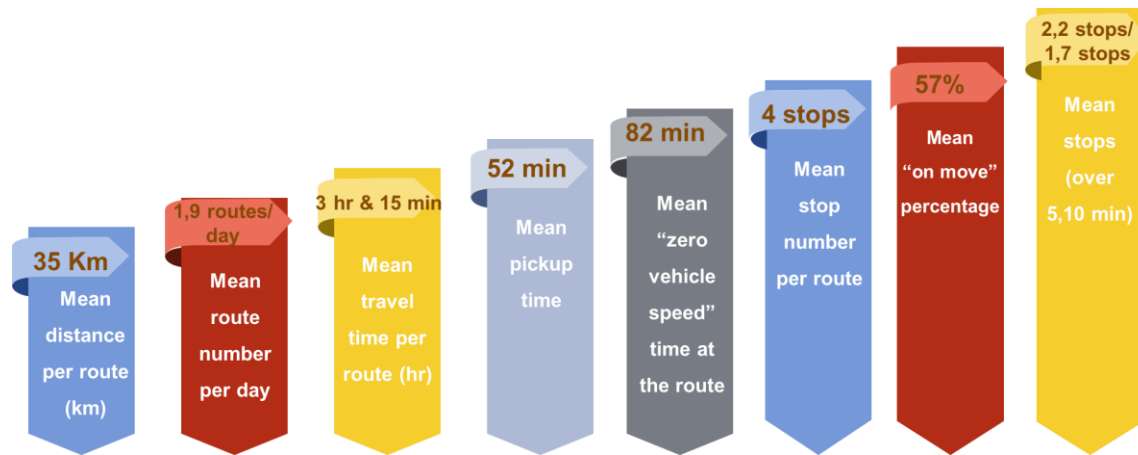 35 Km
Mean
distance
per route
(km)
1,9 routes/
day
Mean
route
number
per day
3 hr & 15 min
Mean
travel
time per
route (hr)
52 min
Mean
pickup
time
82 min
Mean
“zero
vehicle
speed”
time at
the route
4 stops
Mean
stop
number
per route
57%
Mean
“on move”
percentage
2,2 stops/
1,7 stops
Mean
stops
(over
5,10 min)